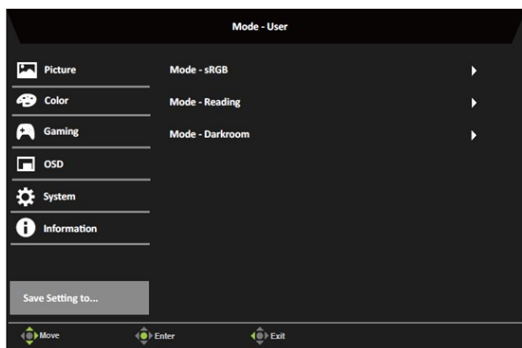 Mode - User
Picture
Mode - sRGB
Color
Mode - Reading
Gaming
Mode - Darkroom
OSD
System
Information
Save Setting to...
Move
Enter
Exit